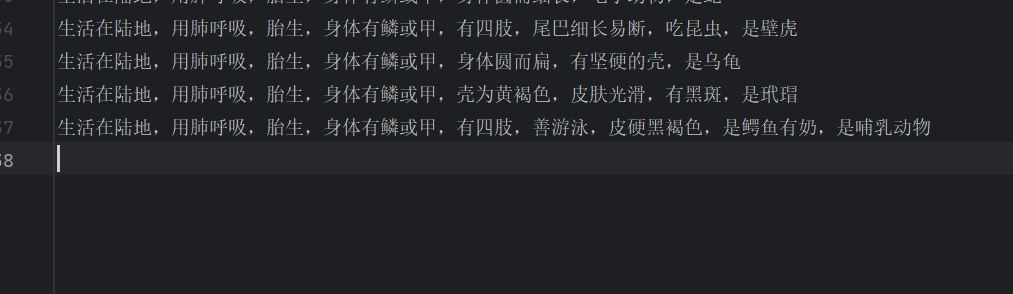 54 生活在陆地，用肺呼吸，胎生，身体有鳞或甲，有四肢，尾巴细长易断，吃昆虫，是壁虎
55 生活在陆地，用肺呼吸，胎生，身体有鳞或甲，身体圆而扁，有坚硬的壳，是乌龟
56 生活在陆地，用肺呼吸，胎生，身体有鳞或甲，壳为黄褐色，皮肤光滑，有黑斑，是玳瑁
57 生活在陆地，用肺呼吸，胎生，身体有鳞或甲，有四肢，善游泳，皮硬黑褐色，是鳄鱼有奶，是哺乳动物
58